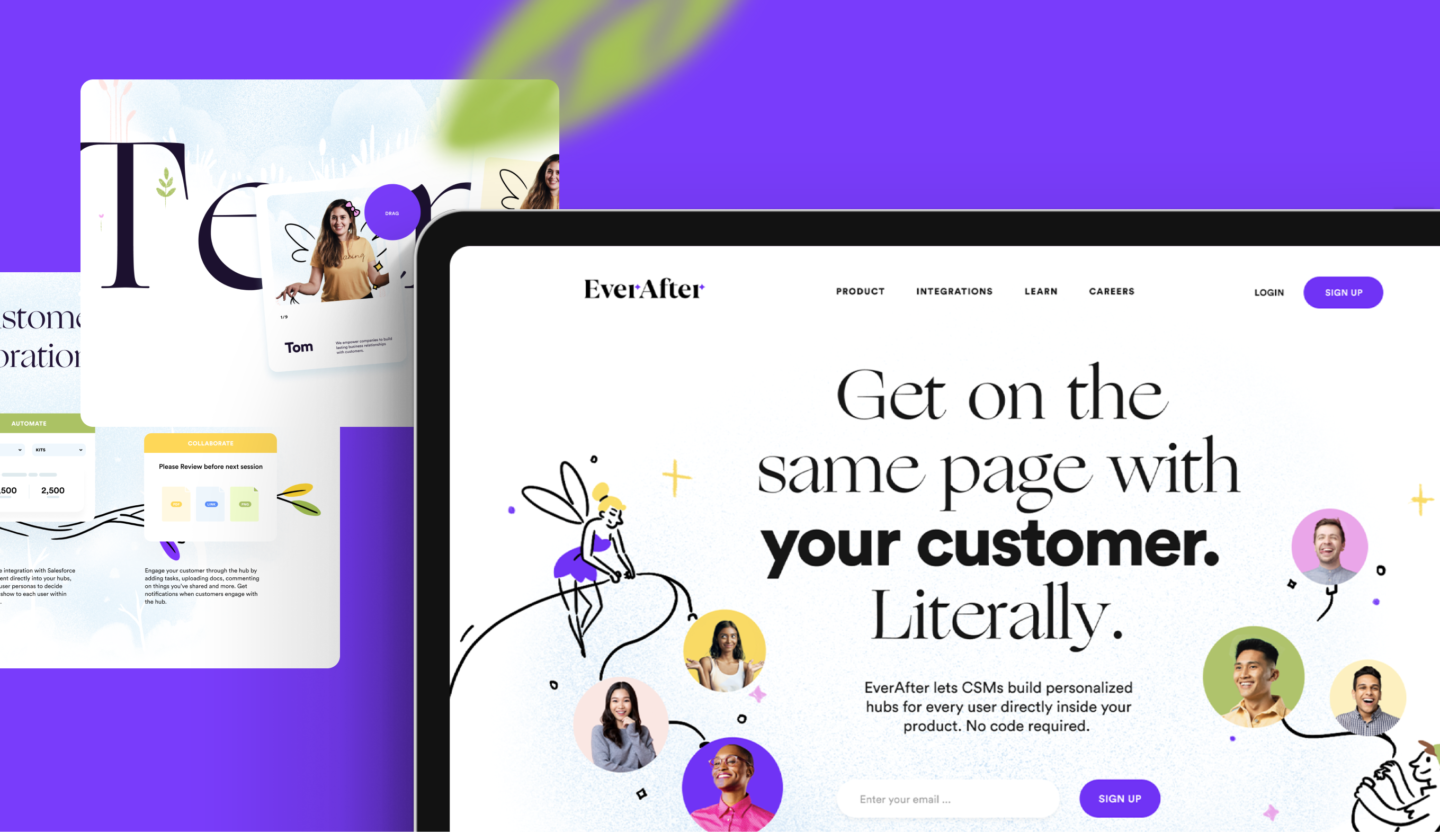 Te
DRAG
1/9
Tom
We empower companies to build
lasting business relationships
with customers.
AUTOMATE
KITS
,500
2,500
COLLABORATE
Please Review before next session
integration with Salesforce
directly into your hubs,
user personas to decide
show to each user within
Engage your customer through the hub by
adding tasks, uploading docs, commenting
on things you've shared and more. Get
notifications when customers engage with
the hub.
EverAfter
PRODUCT
INTEGRATIONS
LEARN
CAREERS
LOGIN
SIGN UP
Get on the
same page with
your customer.
Literally.
EverAfter lets CSMs build personalized
hubs for every user directly inside your
product. No code required.
Enter your email ...
SIGN UP